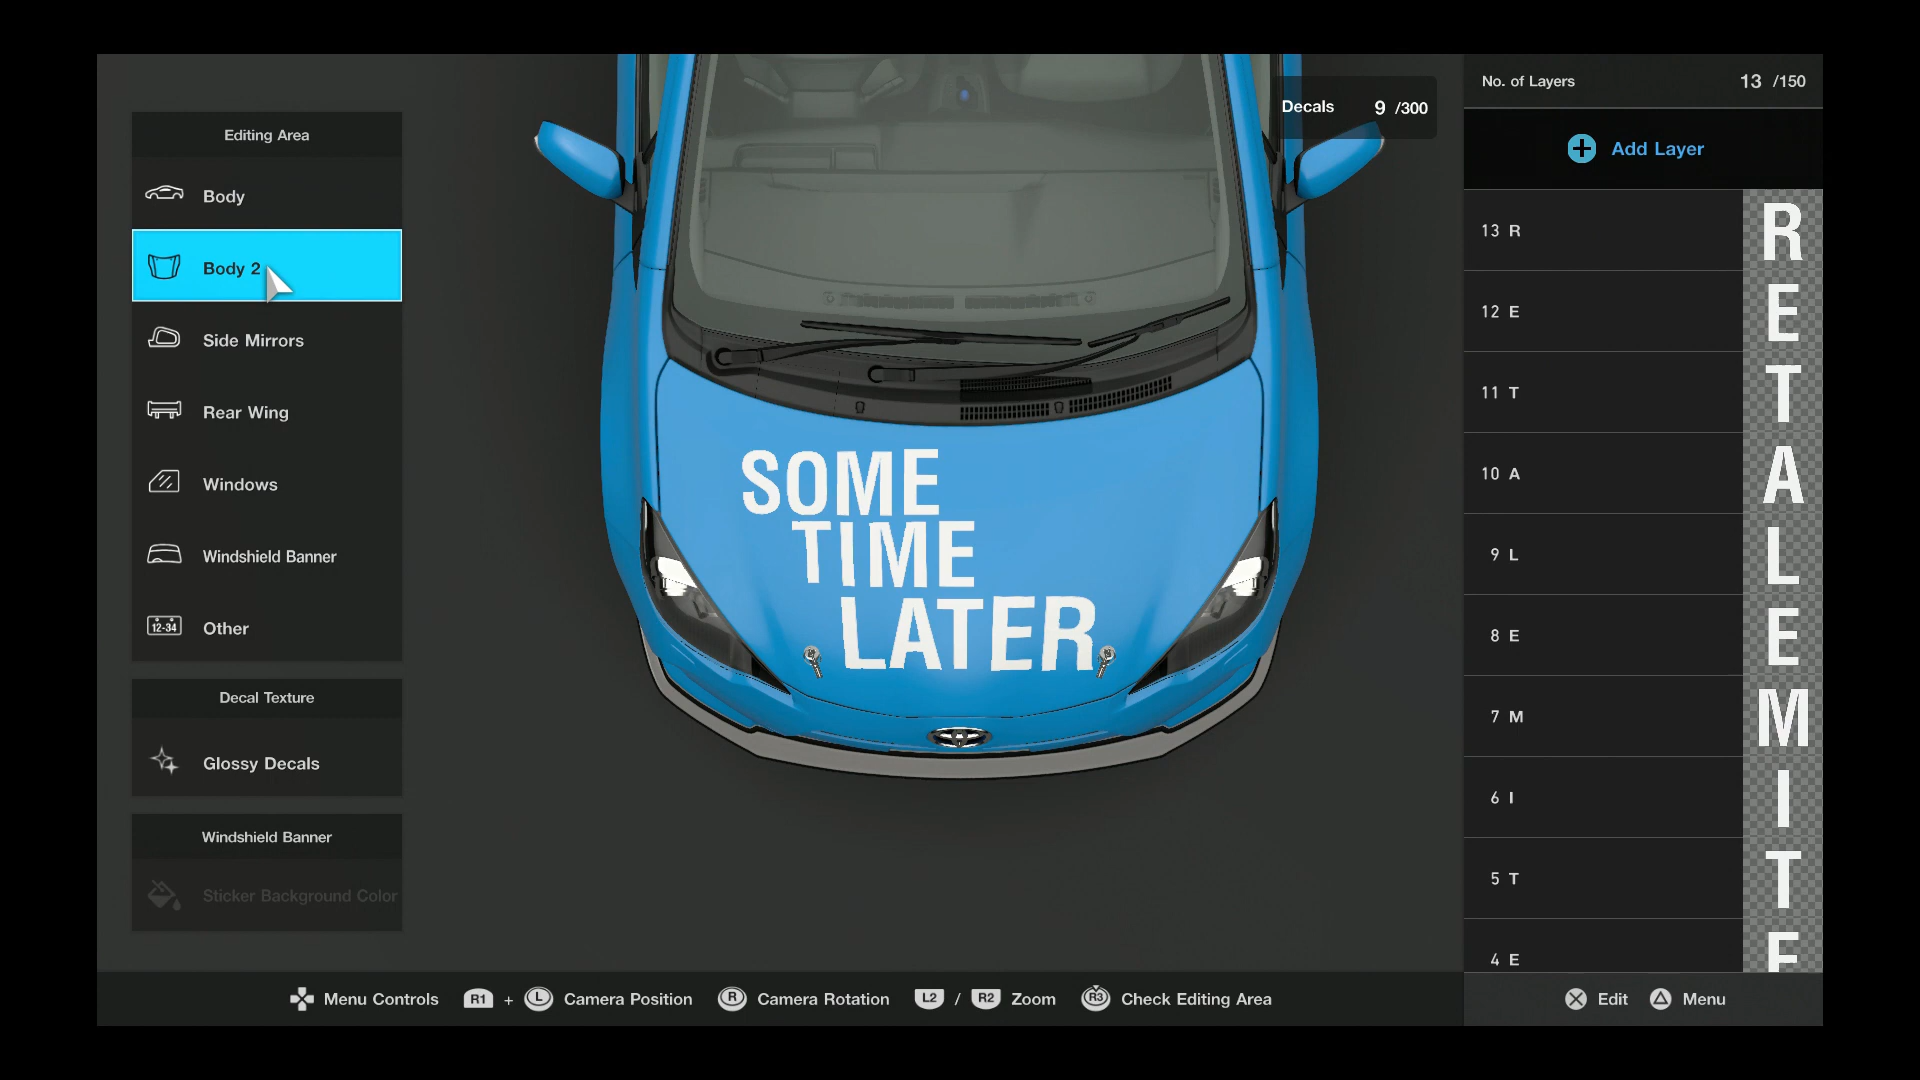 Editing Area
Body
Body 2
Side Mirrors
Rear Wing
Windows
Windshield Banner
12-34
Other
Decal Texture
Glossy Decals
Windshield Banner
Sticker Background Color
Decals 9 /300
SOME
TIME
LATER
No. of Layers 13 /150
Add Layer
13 R R
12 E E
11 T T
10 A A
9 L L
8 E E
7 M M
6 I I
5 T T
4 E E
Menu Controls R1 + L Camera Position R Camera Rotation L2 / R2 Zoom R3 Check Editing Area
Edit Menu